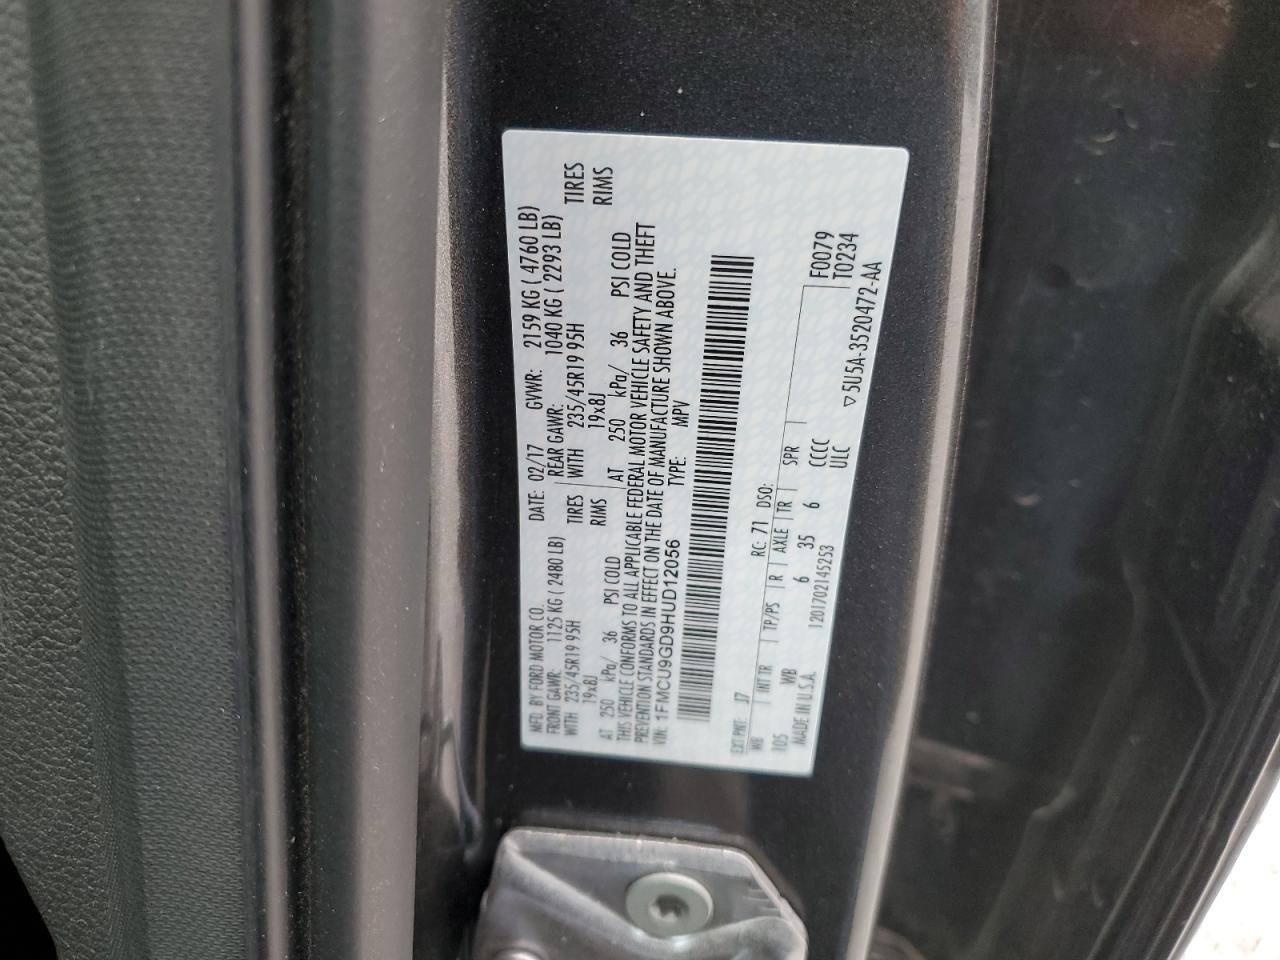 MFD. BY FORD MOTOR CO.
DATE: 02/17 GVWR: 2159 KG ( 4760 LB)
FRONT GAWR: 1125 KG ( 2480 LB) REAR GAWR: 1040 KG ( 2293 LB)
WITH 235/45R19 95H TIRES WITH 235/45R19 95H TIRES
19x8J RIMS 19x8J RIMS
AT 250 kPa/ 36 PSI COLD AT 250 kPa/ 36 PSI COLD
THIS VEHICLE CONFORMS TO ALL APPLICABLE FEDERAL MOTOR VEHICLE SAFETY AND THEFT
PREVENTION STANDARDS IN EFFECT ON THE DATE OF MANUFACTURE SHOWN ABOVE.
VIN: 1FMCU9GD9HUD12056 TYPE: MPV
EXT PNT: J7 RC: 71 DSO:
WB INT TR TP/PS R AXLE TR SPR F0079
105 WB 6 35 6 CCCC T0234
MADE IN U.S.A. 1201702145253 ULC ▽5U5A-3520472-AA